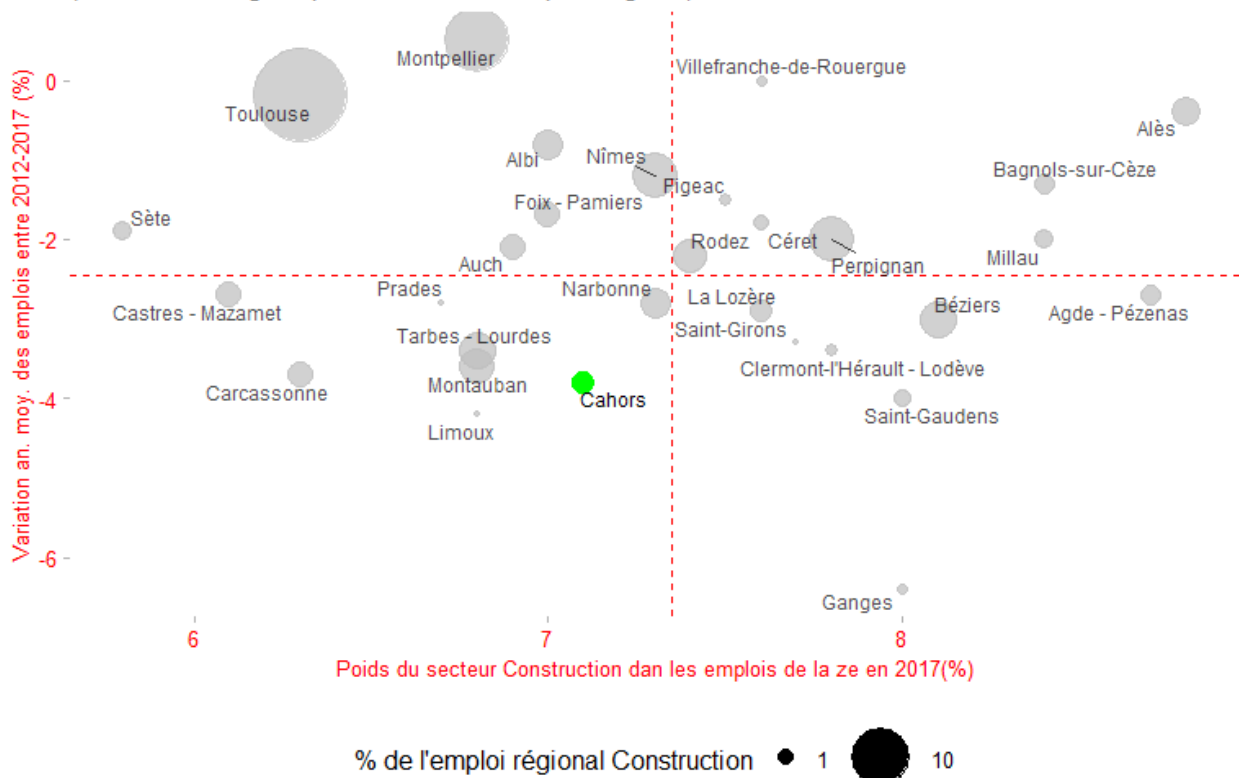 Montpellier
Villefranche-de-Rouergue
0
Toulouse
Alès
Albi
Nîmes
Bagnols-sur-Cèze
Figeac
Foix - Pamiers
Sète
-2
Auch
Rodez
Céret
Millau
Perpignan
Prades
Narbonne
La Lozère
Béziers
Castres - Mazamet
Agde - Pézenas
Tarbes - Lourdes
Saint-Girons
Clermont-l'Hérault - Lodève
Carcassonne
Montauban
-4
Cahors
Saint-Gaudens
Limoux
-6
Ganges
6 7 8
Variation an. moy. des emplois entre 2012-2017 (%)
Poids du secteur Construction dan les emplois de la ze en 2017(%)
% de l'emploi régional Construction 1 10